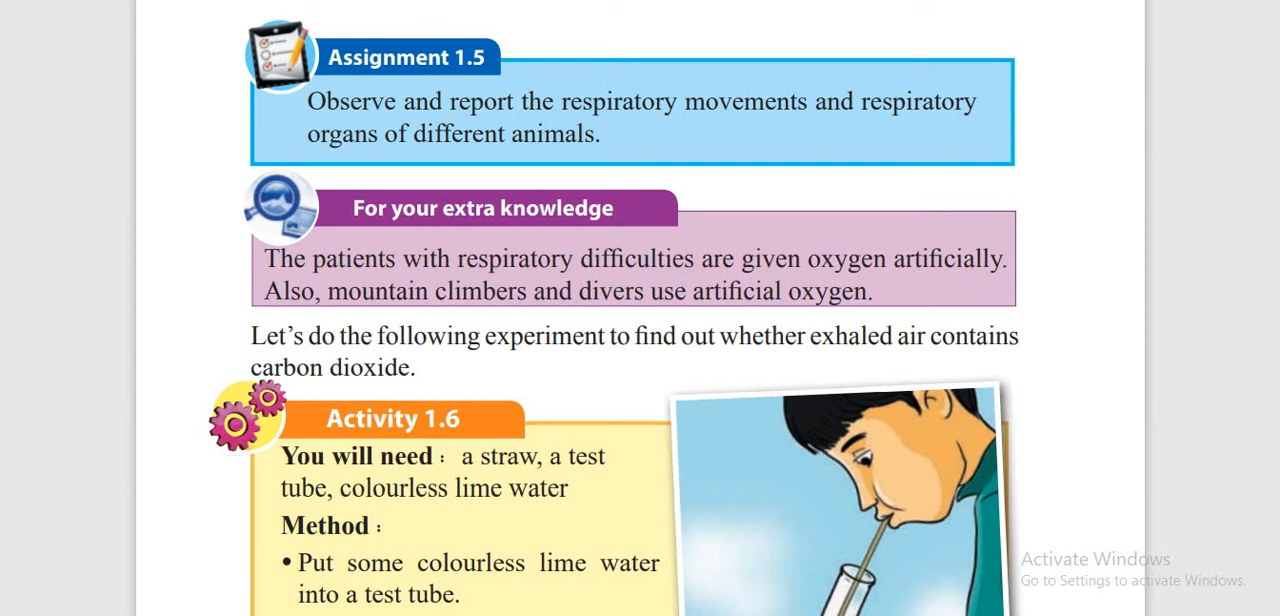 Assignment 1.5
Observe and report the respiratory movements and respiratory
organs of different animals.
For your extra knowledge
The patients with respiratory difficulties are given oxygen artificially.
Also, mountain climbers and divers use artificial oxygen.
Let's do the following experiment to find out whether exhaled air contains
carbon dioxide.
Activity 1.6
You will need : a straw, a test
tube, colourless lime water
Method :
• Put some colourless lime water
into a test tube.
Activate Windows
Go to Settings to activate Windows.